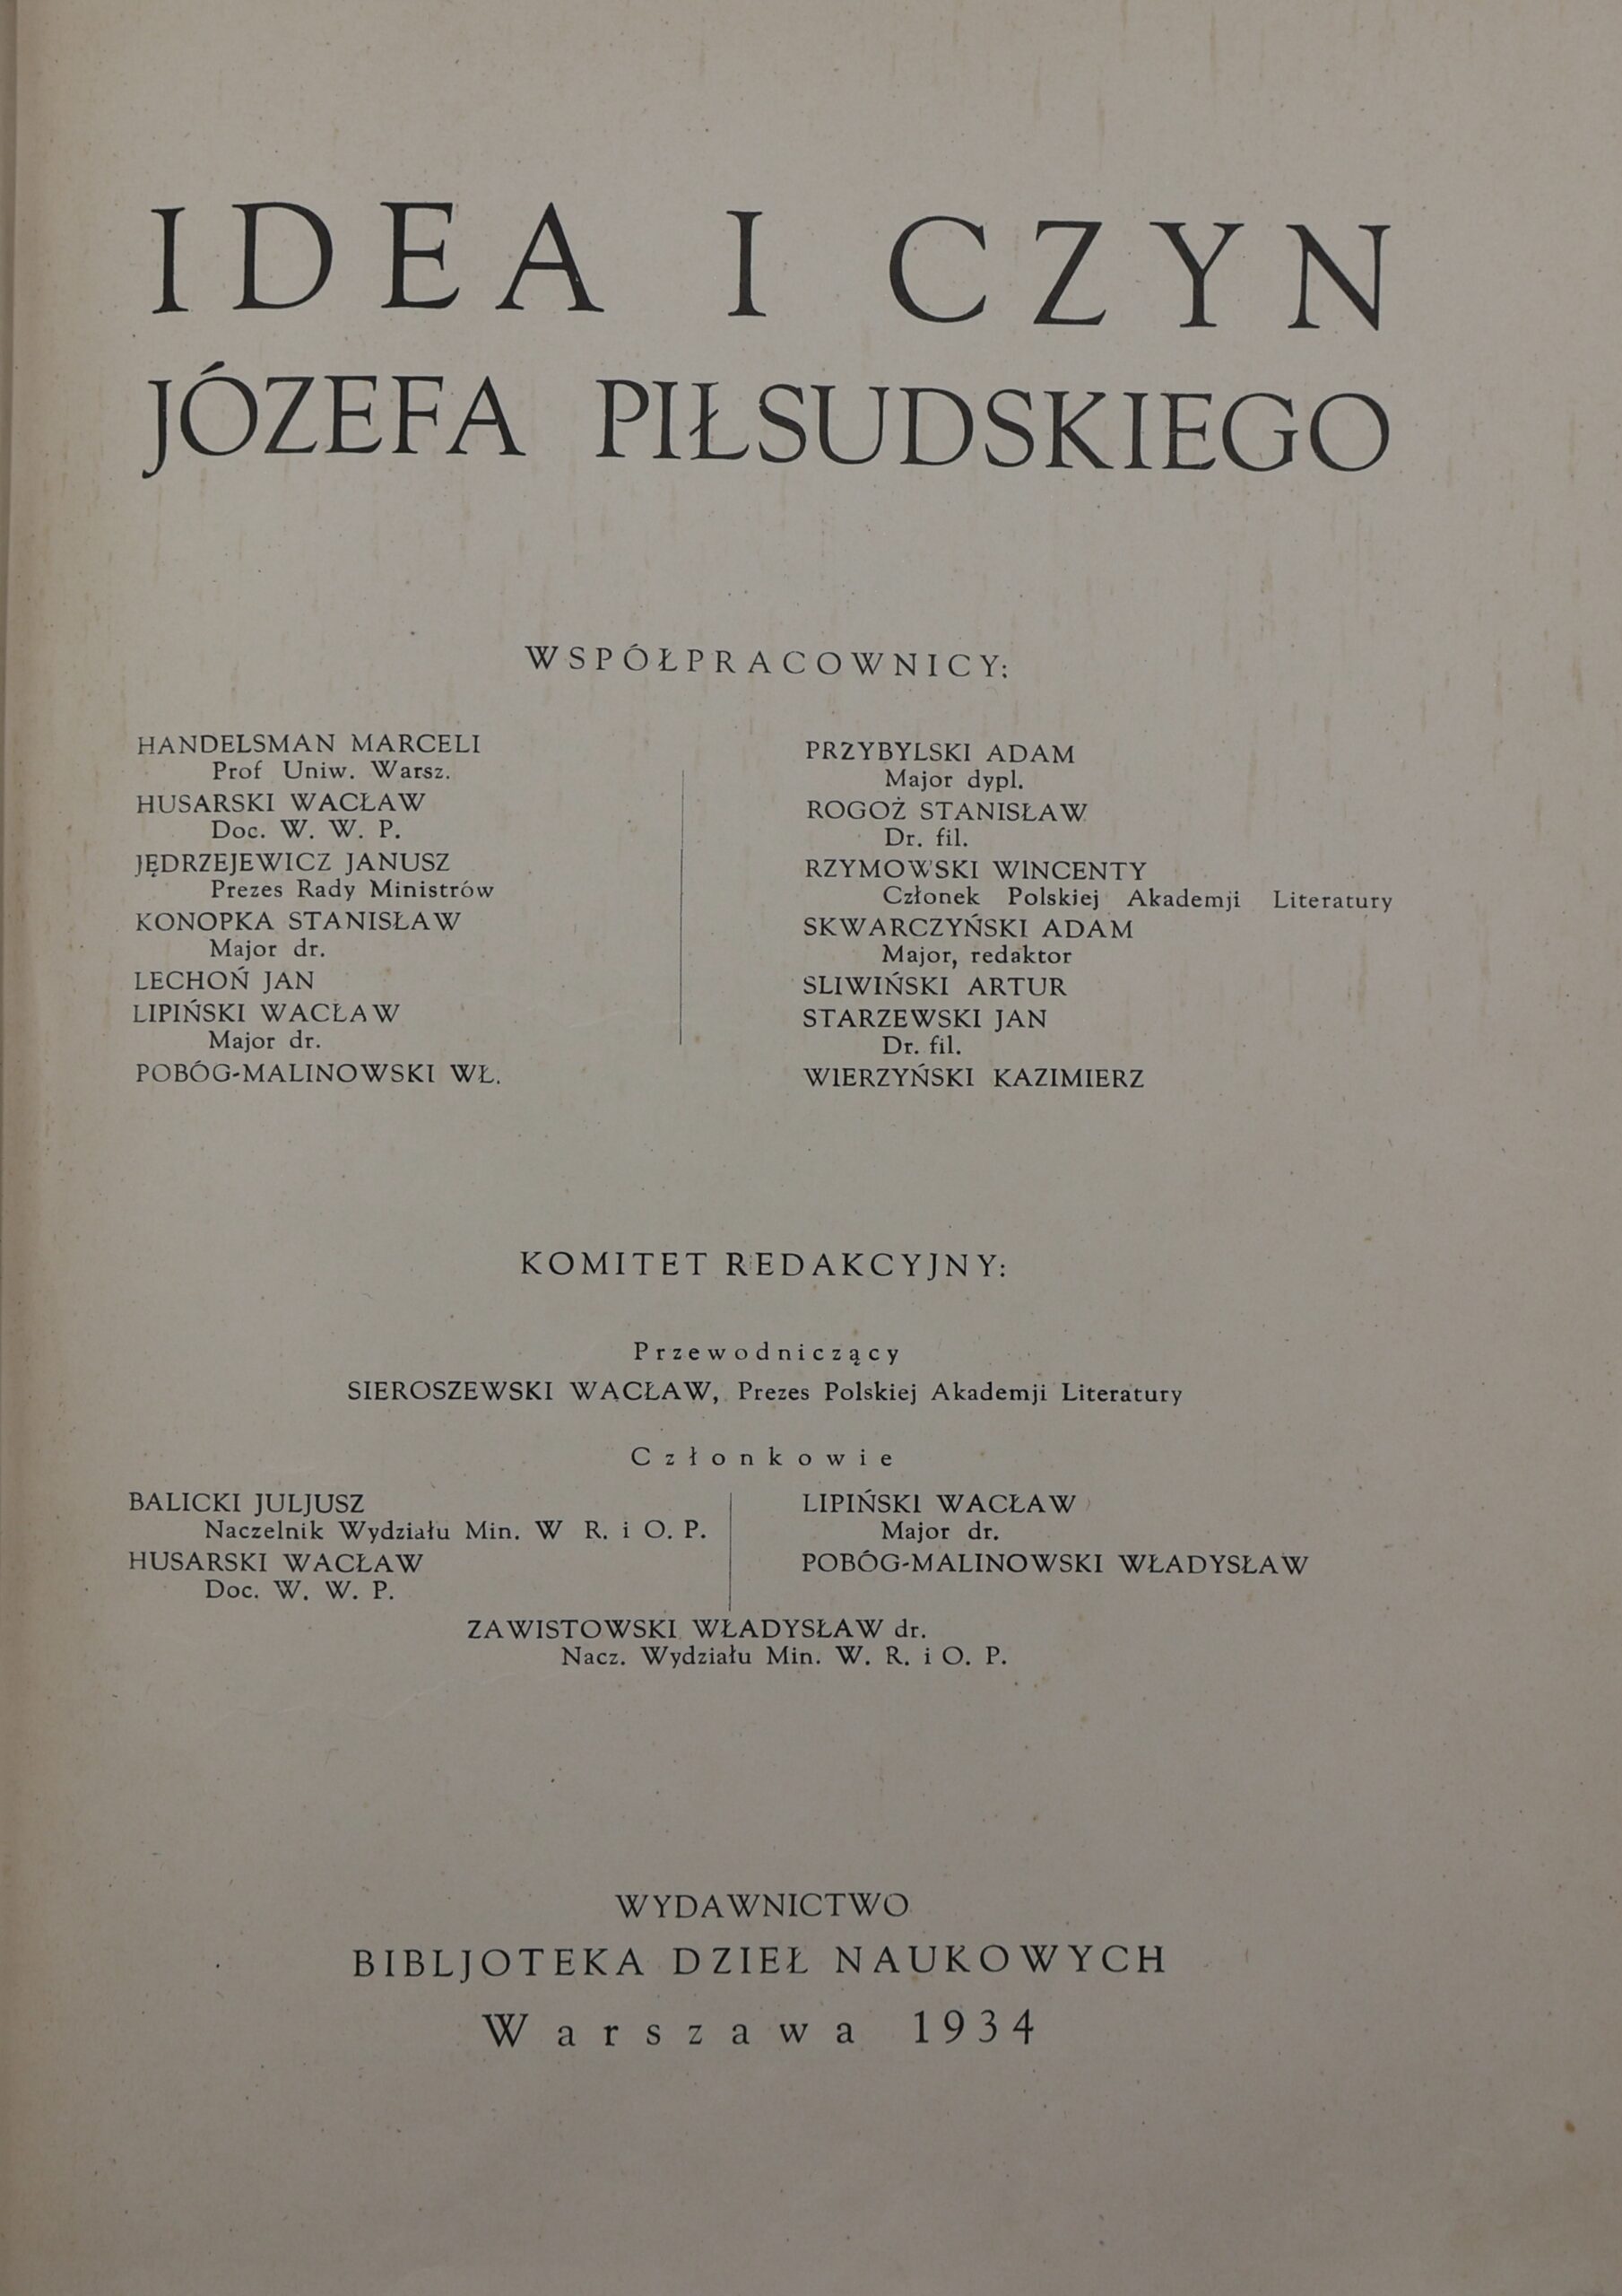 IDEA I CZYN
JÓZEFA PIŁSUDSKIEGO
WSPÓŁPRACOWNICY:
HANDELSMAN MARCELI
Prof Uniw. Warsz.
HUSARSKI WACŁAW
Doc. W. W. P.
JĘDRZEJEWICZ JANUSZ
Prezes Rady Ministrów
KONOPKA STANISŁAW
Major dr.
LECHOŃ JAN
LIPIŃSKI WACŁAW
Major dr.
POBÓG-MALINOWSKI WŁ.
PRZYBYLSKI ADAM
Major dypl.
ROGOŻ STANISŁAW
Dr. fil.
RZYMOWSKI WINCENTY
Członek Polskiej Akademji Literatury
SKWARCZYŃSKI ADAM
Major, redaktor
SLIWIŃSKI ARTUR
STARZEWSKI JAN
Dr. fil.
WIERZYŃSKI KAZIMIERZ
KOMITET REDAKCYJNY:
Przewodniczący
SIEROSZEWSKI WACŁAW, Prezes Polskiej Akademji Literatury
Członkowie
BALICKI JULJUSZ
Naczelnik Wydziału Min. W R. i O. P.
HUSARSKI WACŁAW
Doc. W. W. P.
LIPIŃSKI WACŁAW
Major dr.
POBÓG-MALINOWSKI WŁADYSŁAW
ZAWISTOWSKI WŁADYSŁAW dr.
Nacz. Wydziału Min. W. R. i O. P.
WYDAWNICTWO
BIBLJOTEKA DZIEŁ NAUKOWYCH
Warszawa 1934